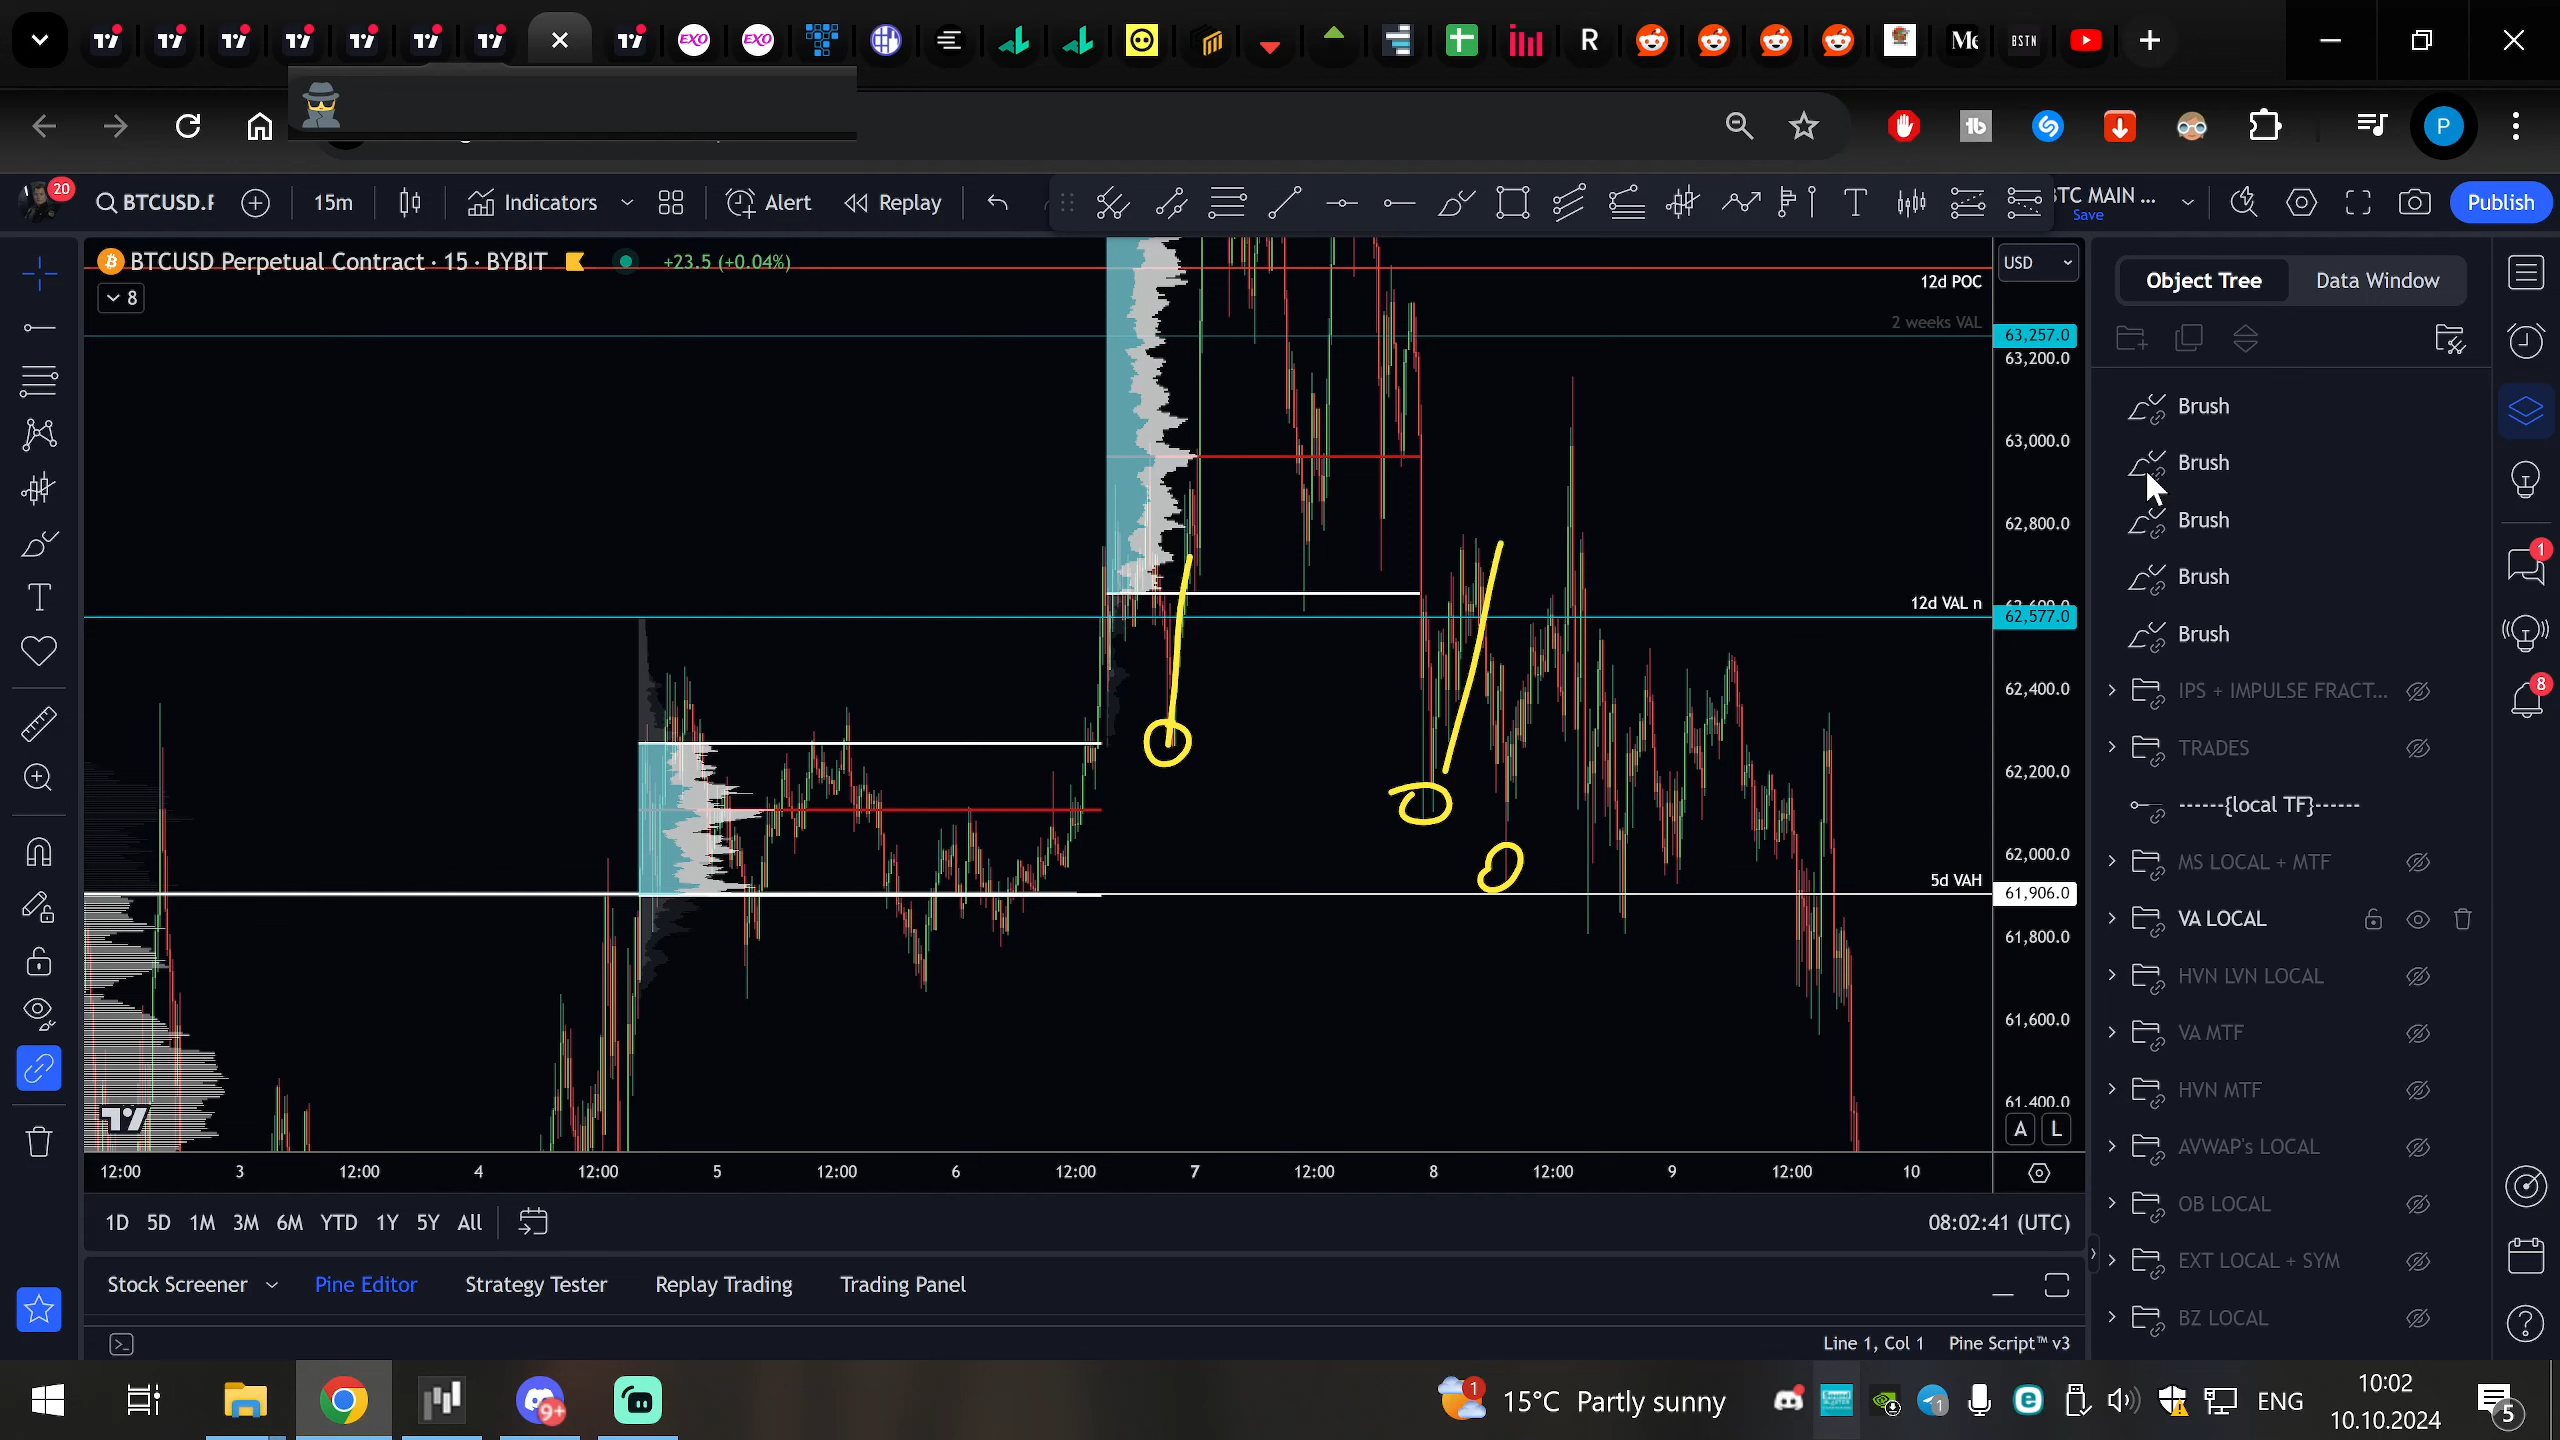 Me
BSTN
R
tb
P
20
BTCUSD.F
15m
Indicators
Alert
Replay
T
TC MAIN ...
Save
Publish
BTCUSD Perpetual Contract · 15 · BYBIT
+23.5 (+0.04%)
8
USD
Object Tree
Data Window
12d POC
2 weeks VAL
63,257.0
63,200.0
63,000.0
62,800.0
12d VAL n
62,577.0
62,400.0
62,200.0
62,000.0
5d VAH
61,906.0
61,800.0
61,600.0
61,400.0
A
L
Brush
Brush
Brush
Brush
Brush
IPS + IMPULSE FRACT...
TRADES
------{local TF}------
MS LOCAL + MTF
VA LOCAL
HVN LVN LOCAL
VA MTF
HVN MTF
AVWAP's LOCAL
OB LOCAL
EXT LOCAL + SYM
BZ LOCAL
1
8
12:00
3
12:00
4
12:00
5
12:00
6
12:00
7
12:00
8
12:00
9
12:00
10
1D
5D
1M
3M
6M
YTD
1Y
5Y
All
08:02:41 (UTC)
Stock Screener
Pine Editor
Strategy Tester
Replay Trading
Trading Panel
Line 1, Col 1
Pine Script™ v3
9+
1
15°C Partly sunny
1
ENG
10:02
10.10.2024
5